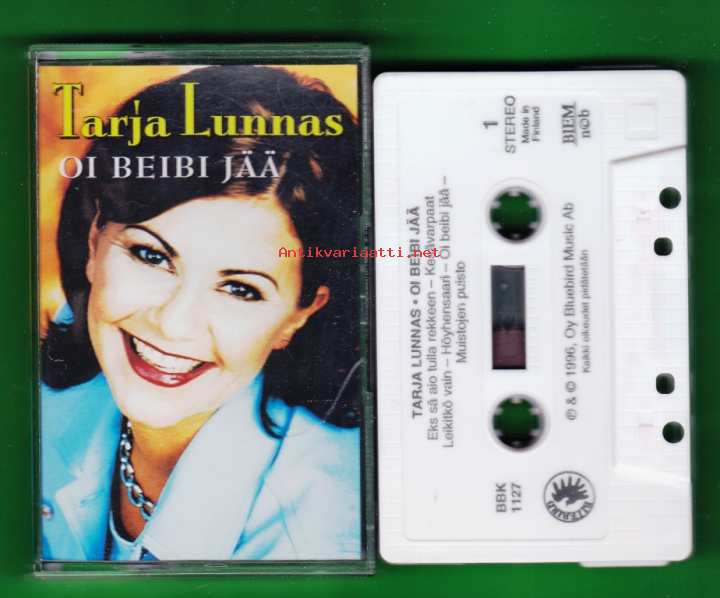 Tarja Lunnas
OI BEIBI JÄÄ
Antikvariaatti.net
1
STEREO
Made in
Finland
BIEM
n©b
TARJA LUNNAS • OI BEIBI JÄÄ
Eks sä aio tulla rekkeen – Kesävarpaat
Leikitkö vain – Höyhensaari – Oi beibi jää –
Muistojen puisto
℗ & © 1996, Oy Bluebird Music Ab
Kaikki oikeudet pidätetään
BBK
1127
BLUEBIRD